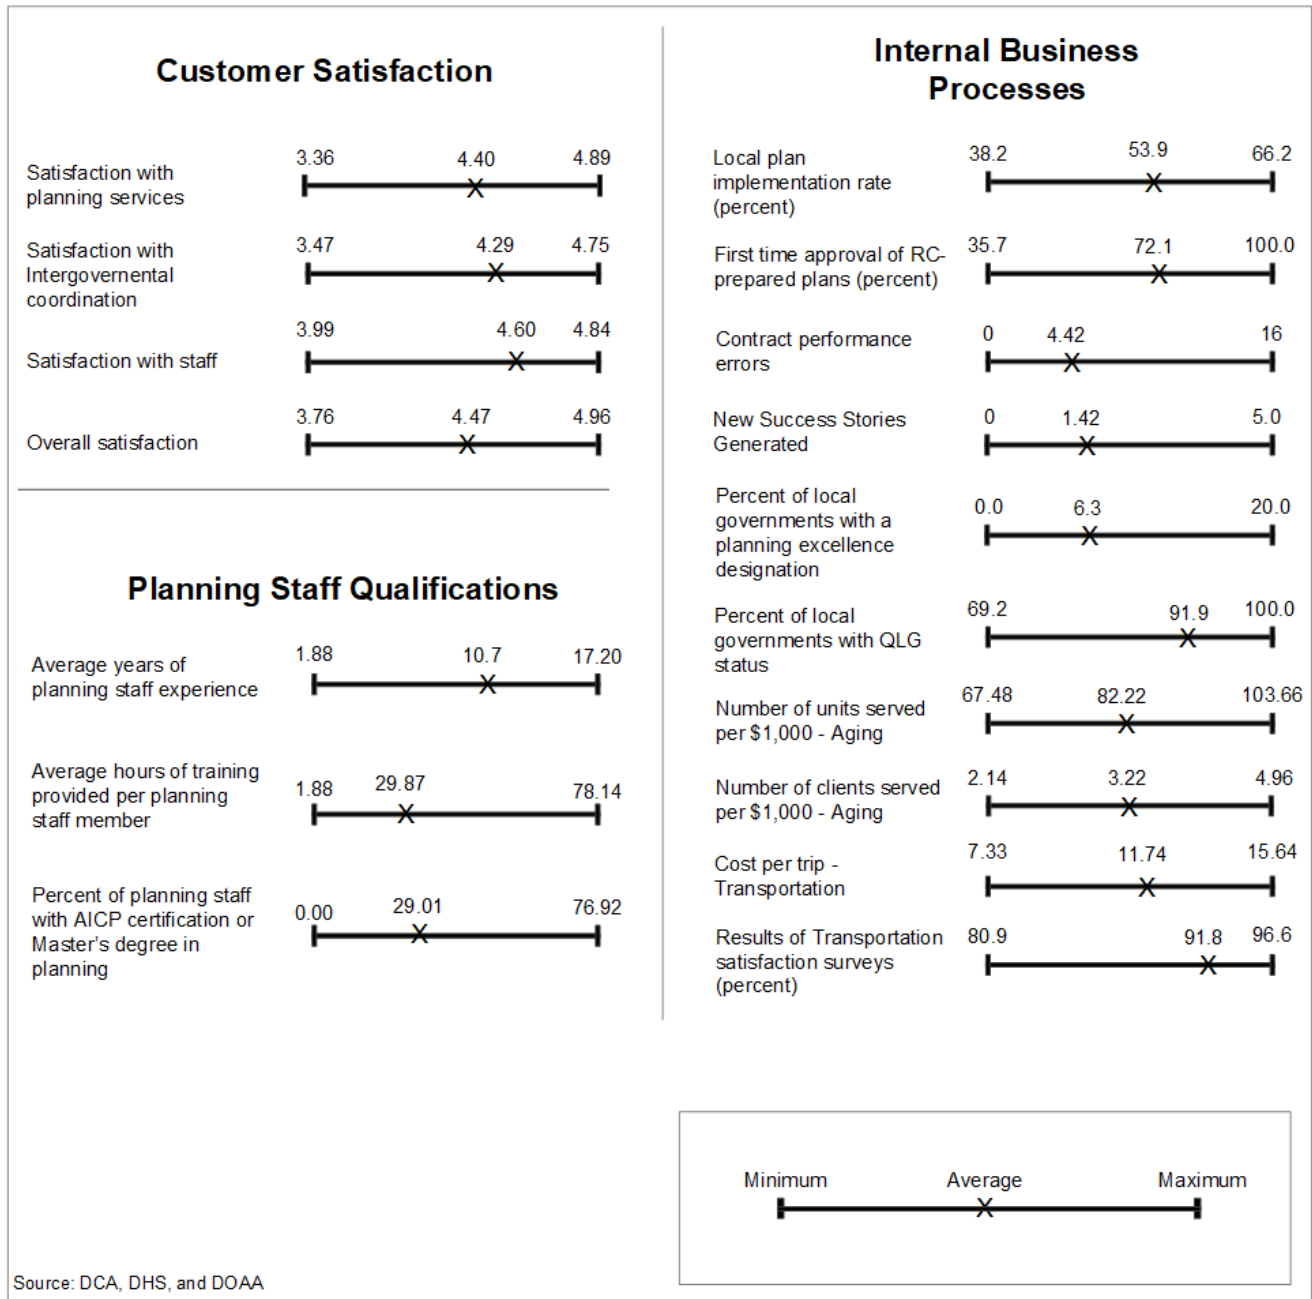 Customer Satisfaction
Satisfaction with
planning services
3.36 4.40 4.89
X
Satisfaction with
Intergovernental
coordination
3.47 4.29 4.75
X
Satisfaction with staff
3.99 4.60 4.84
X
Overall satisfaction
3.76 4.47 4.96
X
Planning Staff Qualifications
Average years of
planning staff experience
1.88 10.7 17.20
X
Average hours of training
provided per planning
staff member
1.88 29.87 78.14
X
Percent of planning staff
with AICP certification or
Master's degree in
planning
0.00 29.01 76.92
X
Internal Business
Processes
Local plan
implementation rate
(percent)
38.2 53.9 66.2
X
First time approval of RC-
prepared plans (percent)
35.7 72.1 100.0
X
Contract performance
errors
0 4.42 16
X
New Success Stories
Generated
0 1.42 5.0
X
Percent of local
governments with a
planning excellence
designation
0.0 6.3 20.0
X
Percent of local
governments with QLG
status
69.2 91.9 100.0
X
Number of units served
per $1,000 - Aging
67.48 82.22 103.66
X
Number of clients served
per $1,000 - Aging
2.14 3.22 4.96
X
Cost per trip -
Transportation
7.33 11.74 15.64
X
Results of Transportation
satisfaction surveys
(percent)
80.9 91.8 96.6
X
Minimum Average Maximum
X
Source: DCA, DHS, and DOAA